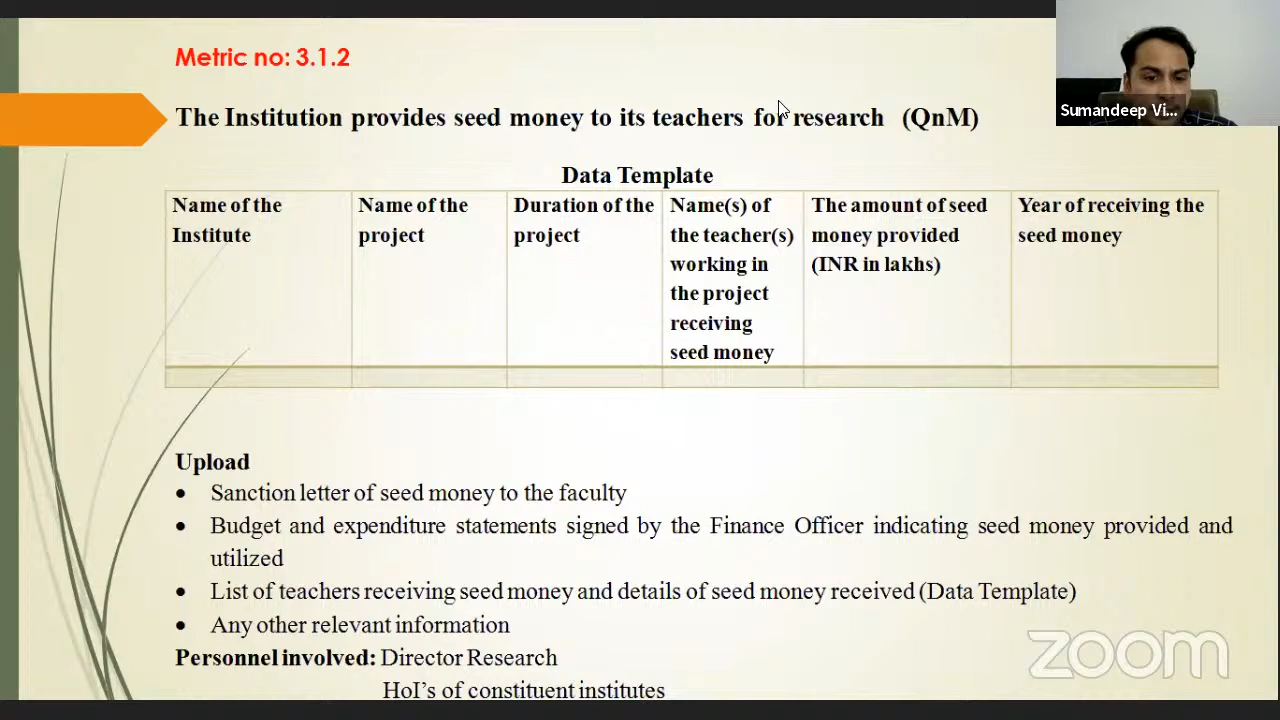 Metric no: 3.1.2
Sumandeep Vi...
The Institution provides seed money to its teachers for research (QnM)
Data Template
Name of the Institute
Name of the project
Duration of the project
Name(s) of the teacher(s) working in the project receiving seed money
The amount of seed money provided (INR in lakhs)
Year of receiving the seed money
Upload
• Sanction letter of seed money to the faculty
• Budget and expenditure statements signed by the Finance Officer indicating seed money provided and
utilized
• List of teachers receiving seed money and details of seed money received (Data Template)
• Any other relevant information
Personnel involved: Director Research
HoI's of constituent institutes
zoom